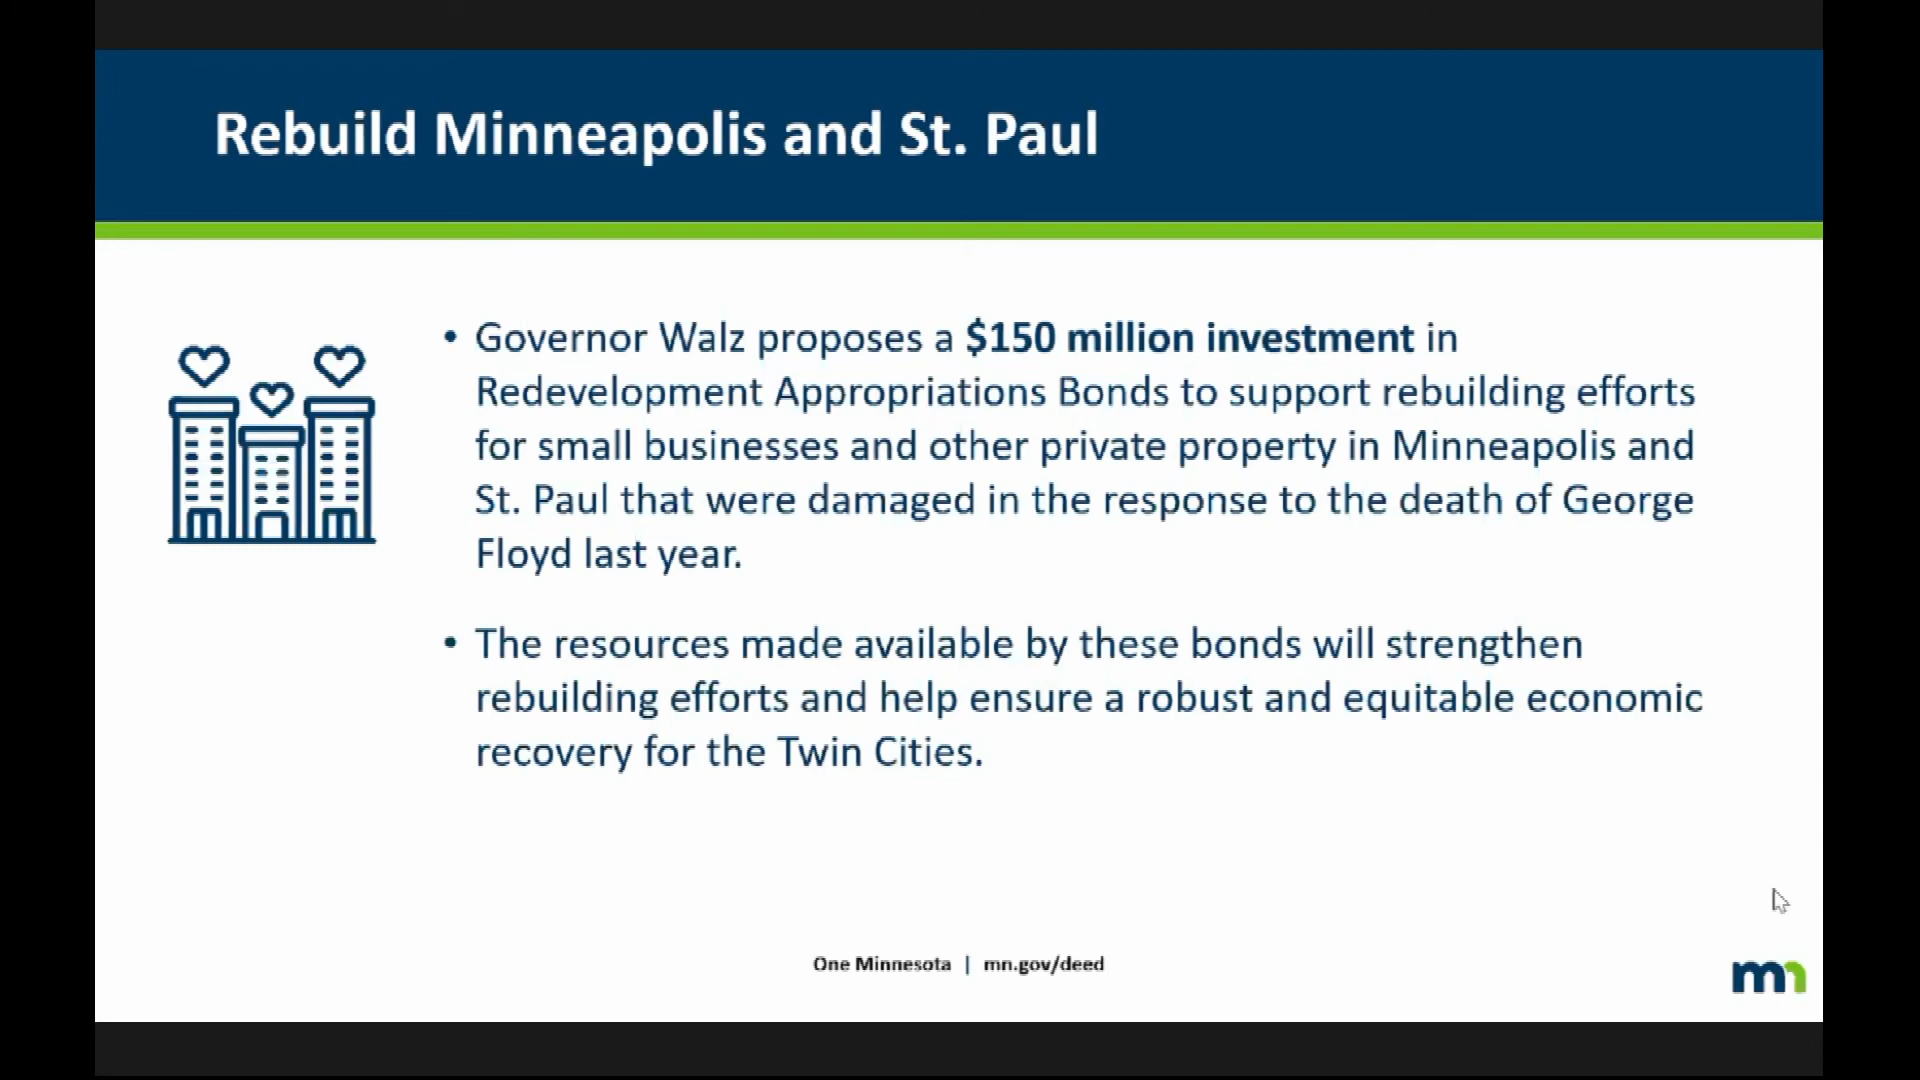 Rebuild Minneapolis and St. Paul
• Governor Walz proposes a $150 million investment in
Redevelopment Appropriations Bonds to support rebuilding efforts
for small businesses and other private property in Minneapolis and
St. Paul that were damaged in the response to the death of George
Floyd last year.
• The resources made available by these bonds will strengthen
rebuilding efforts and help ensure a robust and equitable economic
recovery for the Twin Cities.
One Minnesota | mn.gov/deed
mn